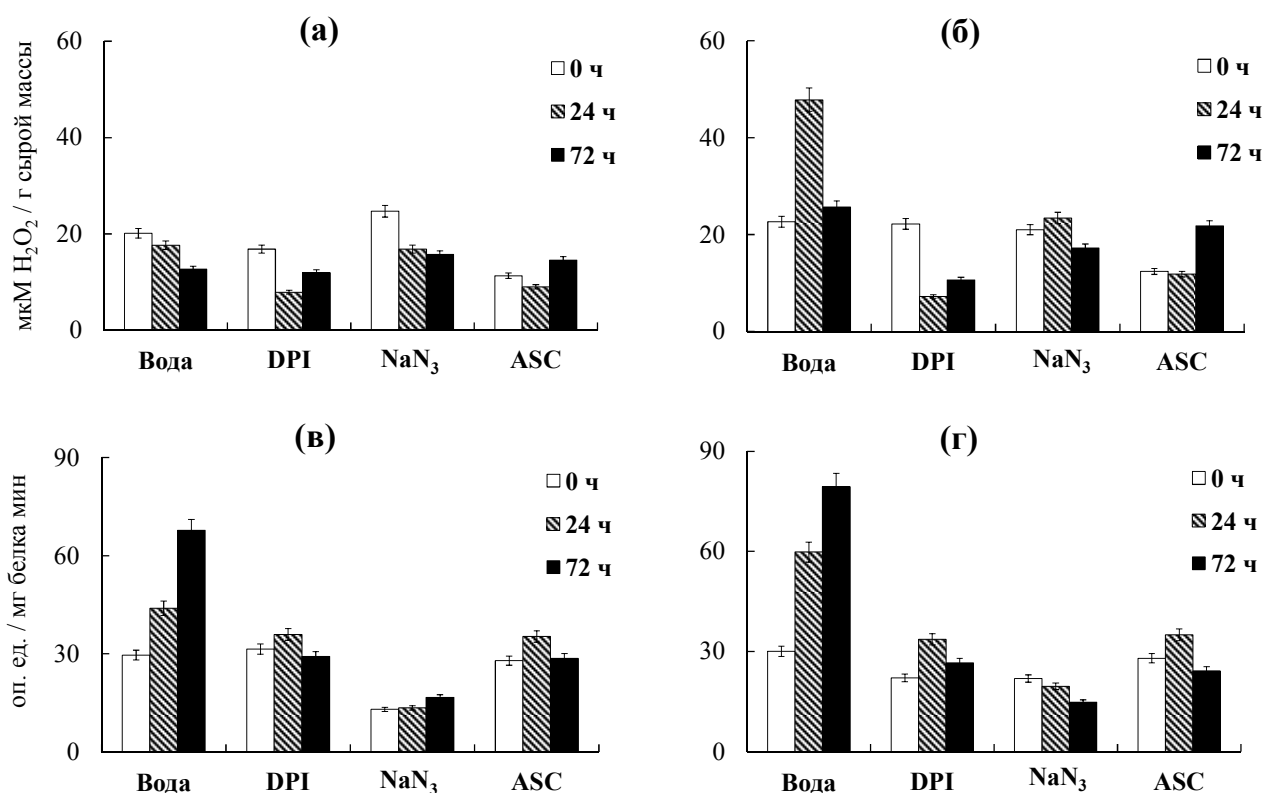 (а)
мкМ H₂O₂ / г сырой массы
60
40
20
0
0 ч
24 ч
72 ч
Вода DPI NaN₃ ASC
(б)
60
40
20
0
0 ч
24 ч
72 ч
Вода DPI NaN₃ ASC
(в)
оп. ед. / мг белка мин
90
60
30
0
0 ч
24 ч
72 ч
Вода DPI NaN₃ ASC
(г)
90
60
30
0
0 ч
24 ч
72 ч
Вода DPI NaN₃ ASC